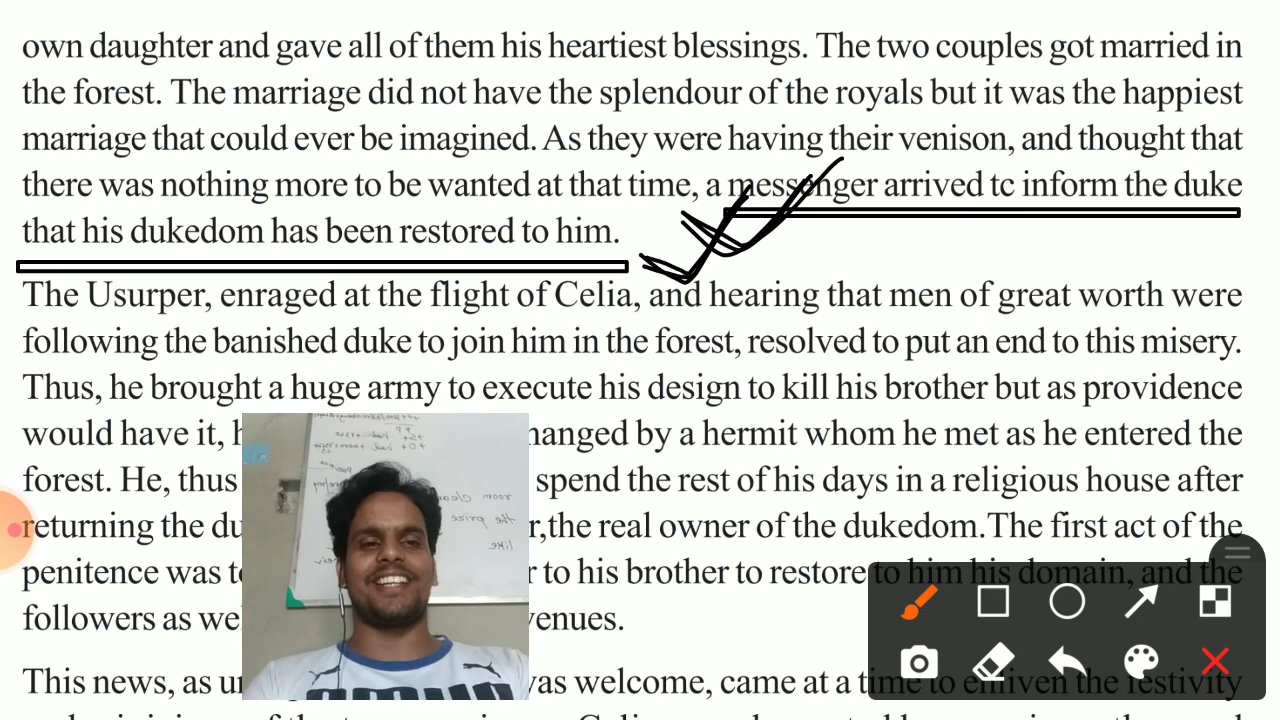 own daughter and gave all of them his heartiest blessings. The two couples got married in
the forest. The marriage did not have the splendour of the royals but it was the happiest
marriage that could ever be imagined. As they were having their venison, and thought that
there was nothing more to be wanted at that time, a messenger arrived tc inform the duke
that his dukedom has been restored to him.
The Usurper, enraged at the flight of Celia, and hearing that men of great worth were
following the banished duke to join him in the forest, resolved to put an end to this misery.
Thus, he brought a huge army to execute his design to kill his brother but as providence
would have it, hanged by a hermit whom he met as he entered the
forest. He, thus spend the rest of his days in a religious house after
returning the r,the real owner of the dukedom.The first act of the
penitence was r to his brother to restore to him his domain, and the
followers as venues.
This news, as was welcome, came at a time to enliven the festivity
room clean
the prize
like